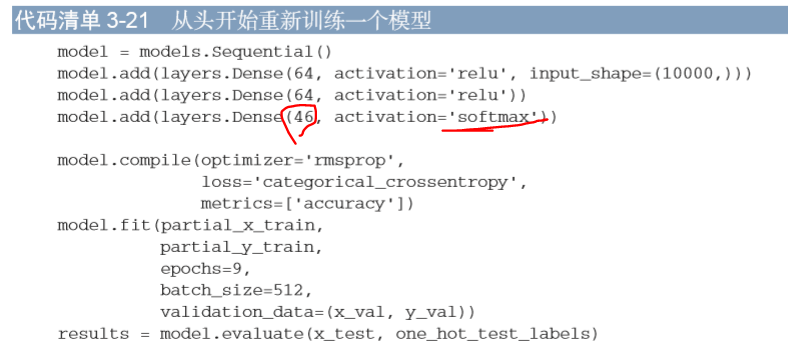 代码清单 3-21 从头开始重新训练一个模型
model = models.Sequential()
model.add(layers.Dense(64, activation='relu', input_shape=(10000,)))
model.add(layers.Dense(64, activation='relu'))
model.add(layers.Dense(46, activation='softmax'))
model.compile(optimizer='rmsprop',
loss='categorical_crossentropy',
metrics=['accuracy'])
model.fit(partial_x_train,
partial_y_train,
epochs=9,
batch_size=512,
validation_data=(x_val, y_val))
results = model.evaluate(x_test, one_hot_test_labels)